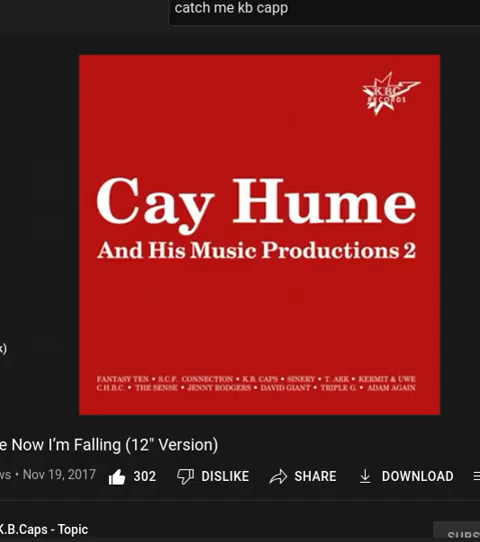 catch me kb capp
KBC
RECORDS
Cay Hume
And His Music Productions 2
FANTASY TEN • S.C.F. CONNECTION • K.B. CAPS • SINERY • T. ARK • KERMIT & UWE
C.H.B.C. • THE SENSE • JENNY RODGERS • DAVID GIANT • TRIPLE G. • ADAM AGAIN
k)
e Now I'm Falling (12" Version)
ws • Nov 19, 2017 302 DISLIKE SHARE DOWNLOAD
K.B.Caps - Topic
SUBS